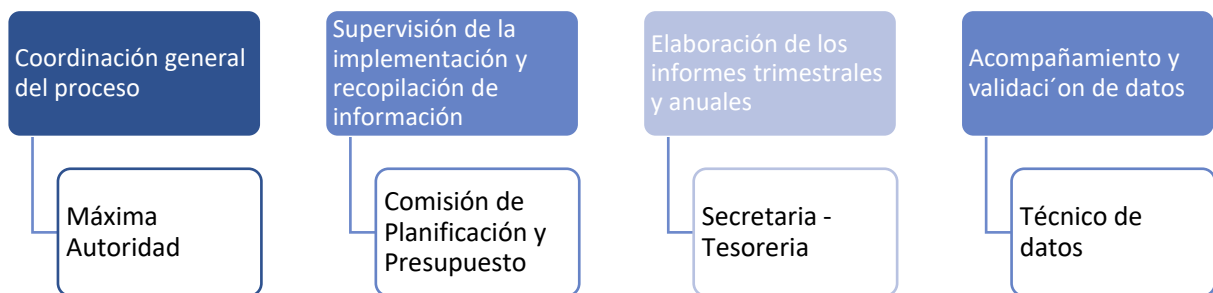 Coordinación general
del proceso
Máxima
Autoridad
Supervisión de la
implementación y
recopilación de
información
Comisión de
Planificación y
Presupuesto
Elaboración de los
informes trimestrales
y anuales
Secretaria -
Tesoreria
Acompañamiento y
validaci´on de datos
Técnico de
datos